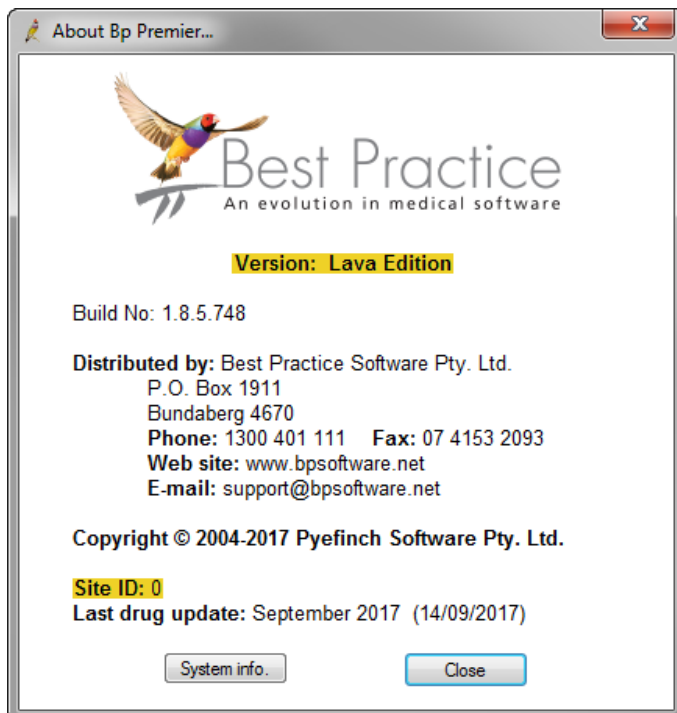 About Bp Premier...
Best Practice
An evolution in medical software
Version: Lava Edition
Build No: 1.8.5.748
Distributed by: Best Practice Software Pty. Ltd.
P.O. Box 1911
Bundaberg 4670
Phone: 1300 401 111 Fax: 07 4153 2093
Web site: www.bpsoftware.net
E-mail: support@bpsoftware.net
Copyright © 2004-2017 Pyefinch Software Pty. Ltd.
Site ID: 0
Last drug update: September 2017 (14/09/2017)
System info. Close